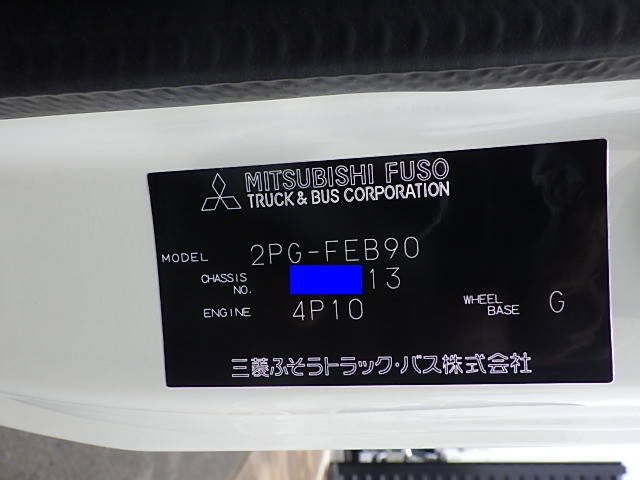 MITSUBISHI FUSO
TRUCK & BUS CORPORATION
MODEL 2PG-FEB90
CHASSIS NO. 13
ENGINE 4P10 WHEEL BASE G
三菱ふそうトラック・バス株式会社